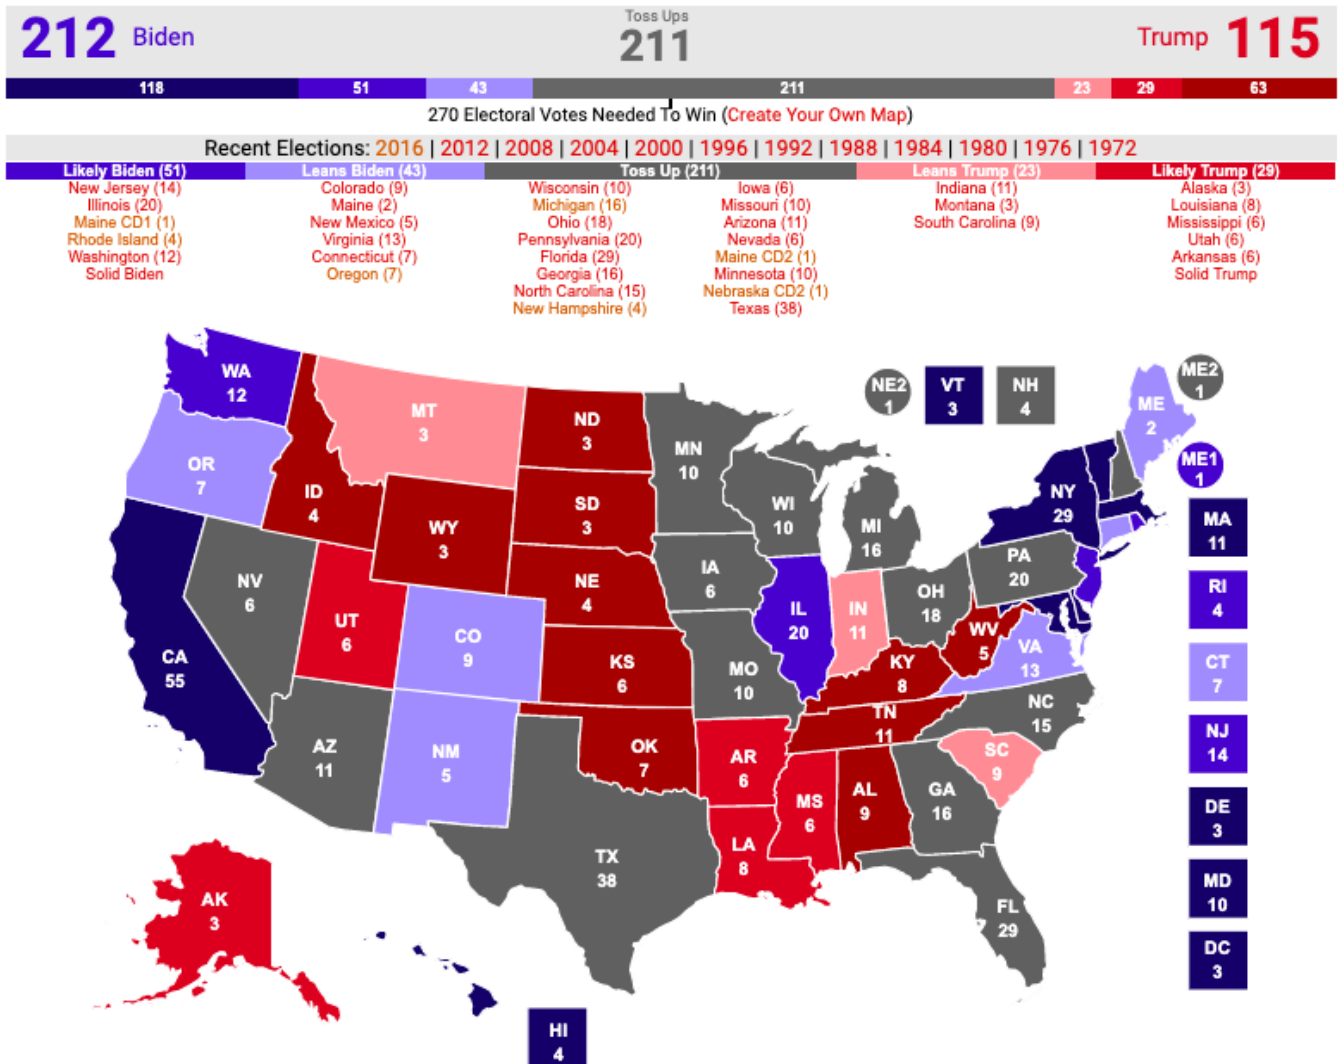 Toss Ups
212 Biden
211
Trump 115
118 51 43 211 23 29 63
270 Electoral Votes Needed To Win (Create Your Own Map)
Recent Elections: 2016 | 2012 | 2008 | 2004 | 2000 | 1996 | 1992 | 1988 | 1984 | 1980 | 1976 | 1972
Likely Biden (51)
New Jersey (14)
Illinois (20)
Maine CD1 (1)
Rhode Island (4)
Washington (12)
Solid Biden
Leans Biden (43)
Colorado (9)
Maine (2)
New Mexico (5)
Virginia (13)
Connecticut (7)
Oregon (7)
Toss Up (211)
Wisconsin (10)
Michigan (16)
Ohio (18)
Pennsylvania (20)
Florida (29)
Georgia (16)
North Carolina (15)
New Hampshire (4)
Iowa (6)
Missouri (10)
Arizona (11)
Nevada (6)
Maine CD2 (1)
Minnesota (10)
Nebraska CD2 (1)
Texas (38)
Leans Trump (23)
Indiana (11)
Montana (3)
South Carolina (9)
Likely Trump (29)
Alaska (3)
Louisiana (8)
Mississippi (6)
Utah (6)
Arkansas (6)
Solid Trump
WA
12
OR
7
CA
55
NV
6
ID
4
MT
3
WY
3
UT
6
AZ
11
CO
9
NM
5
ND
3
SD
3
NE
4
KS
6
OK
7
TX
38
MN
10
IA
6
MO
10
AR
6
LA
8
WI
10
IL
20
MI
16
IN
11
OH
18
KY
8
TN
11
MS
6
AL
9
GA
16
FL
29
SC
9
NC
15
VA
13
WV
5
PA
20
NY
29
ME
2
NE2
1
VT
3
NH
4
ME2
1
ME1
1
MA
11
RI
4
CT
7
NJ
14
DE
3
MD
10
DC
3
AK
3
HI
4